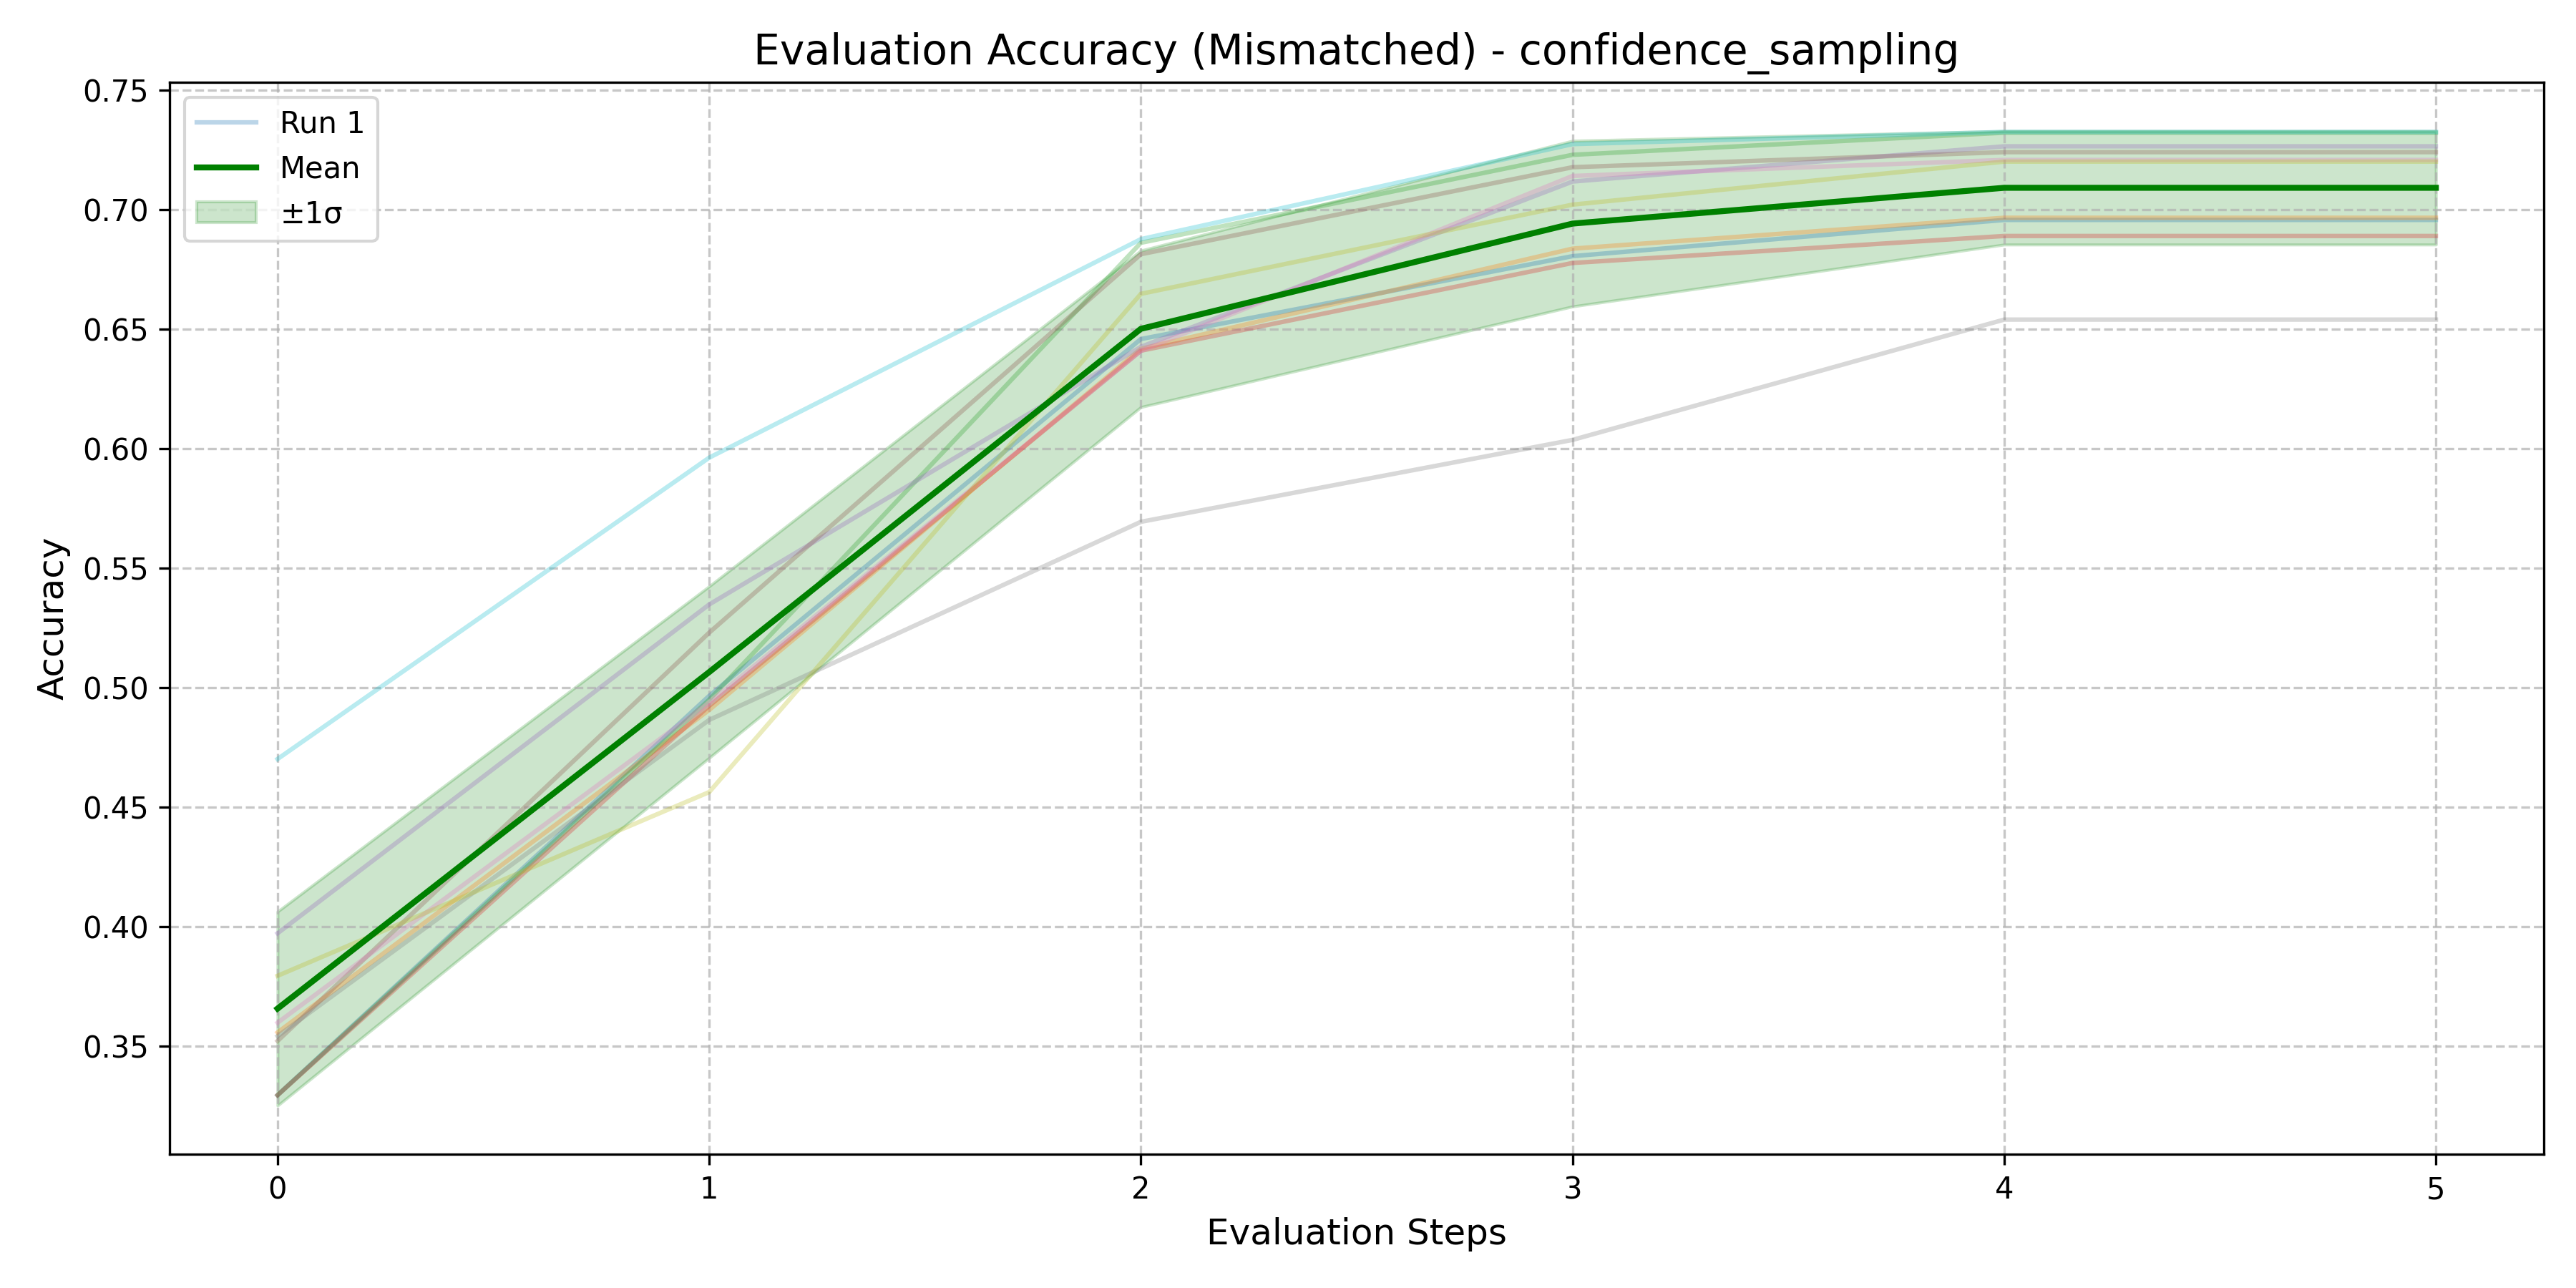 Evaluation Accuracy (Mismatched) - confidence_sampling
Run 1
Mean
±1σ
Accuracy
0.75
0.70
0.65
0.60
0.55
0.50
0.45
0.40
0.35
0 1 2 3 4 5
Evaluation Steps